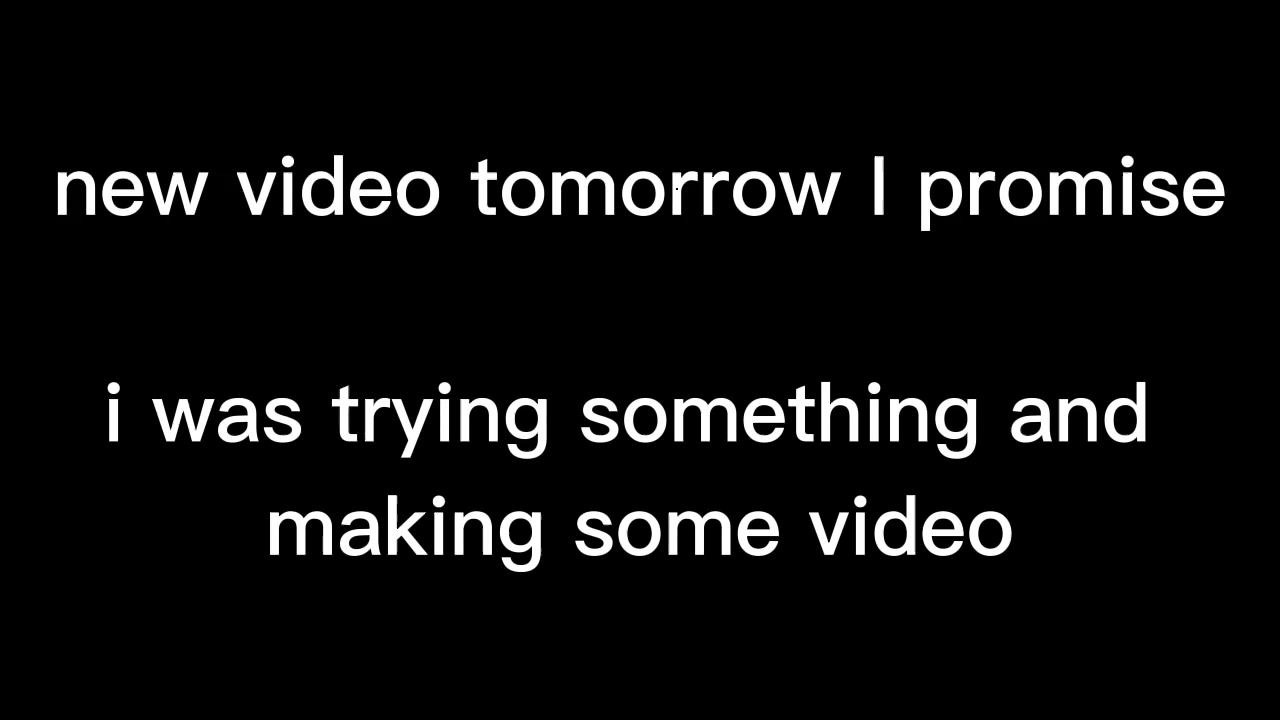 new video tomorrow I promise
i was trying something and
making some video